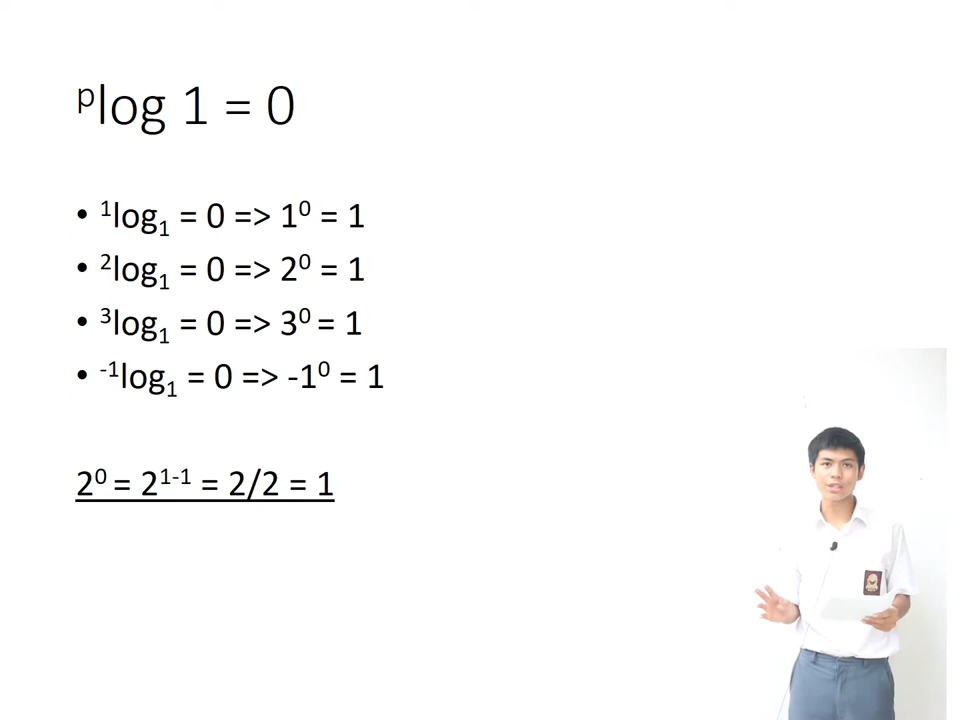 ᵖlog 1 = 0
• ¹log₁ = 0 => 1⁰ = 1
• ²log₁ = 0 => 2⁰ = 1
• ³log₁ = 0 => 3⁰ = 1
• ⁻¹log₁ = 0 => -1⁰ = 1
2⁰ = 2¹⁻¹ = 2/2 = 1